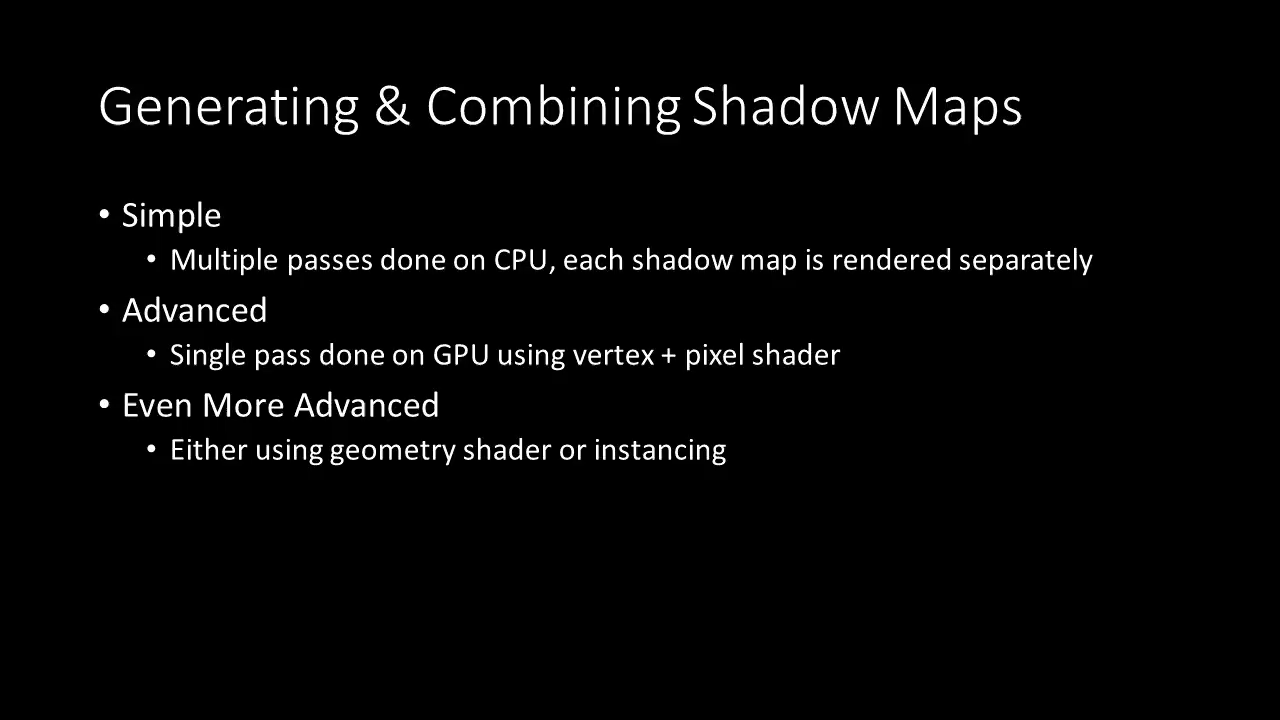 Generating & Combining Shadow Maps
• Simple
• Multiple passes done on CPU, each shadow map is rendered separately
• Advanced
• Single pass done on GPU using vertex + pixel shader
• Even More Advanced
• Either using geometry shader or instancing